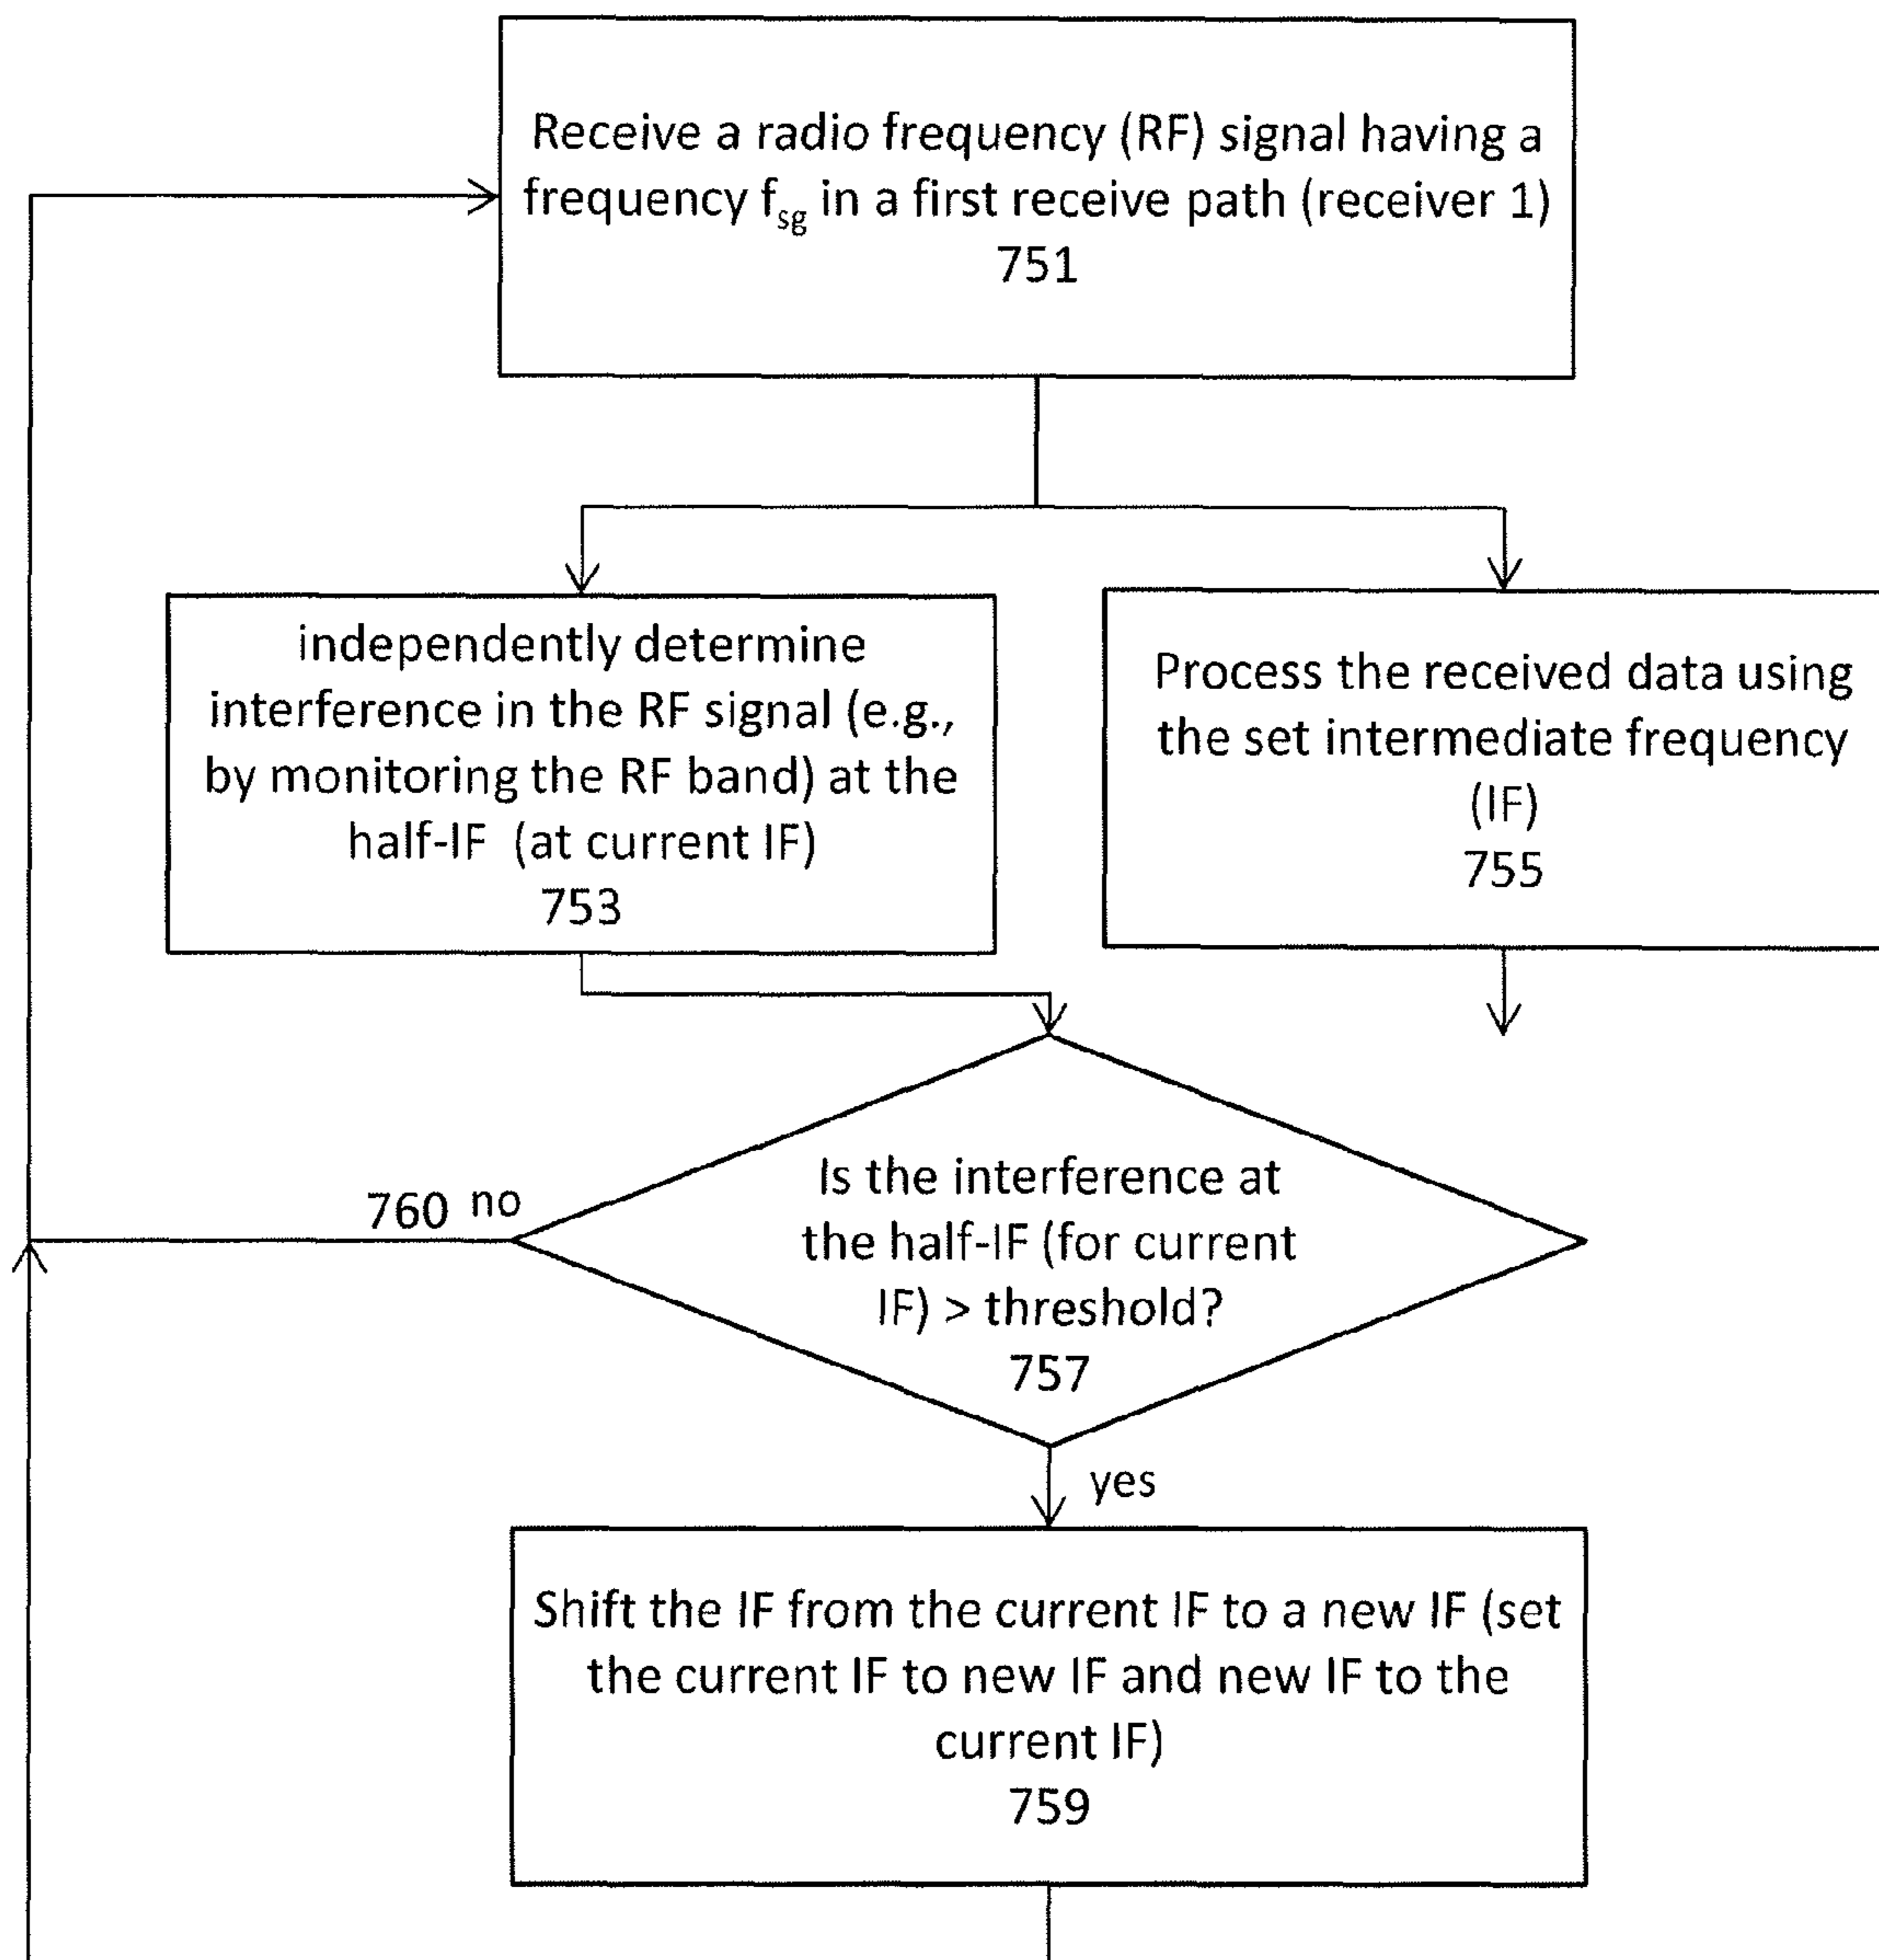 Receive a radio frequency (RF) signal having a
frequency fsg in a first receive path (receiver 1)
751
independently determine
interference in the RF signal (e.g.,
by monitoring the RF band) at the
half-IF (at current IF)
753
Process the received data using
the set intermediate frequency
(IF)
755
760 no
Is the interference at
the half-IF (for current
IF) > threshold?
757
yes
Shift the IF from the current IF to a new IF (set
the current IF to new IF and new IF to the
current IF)
759